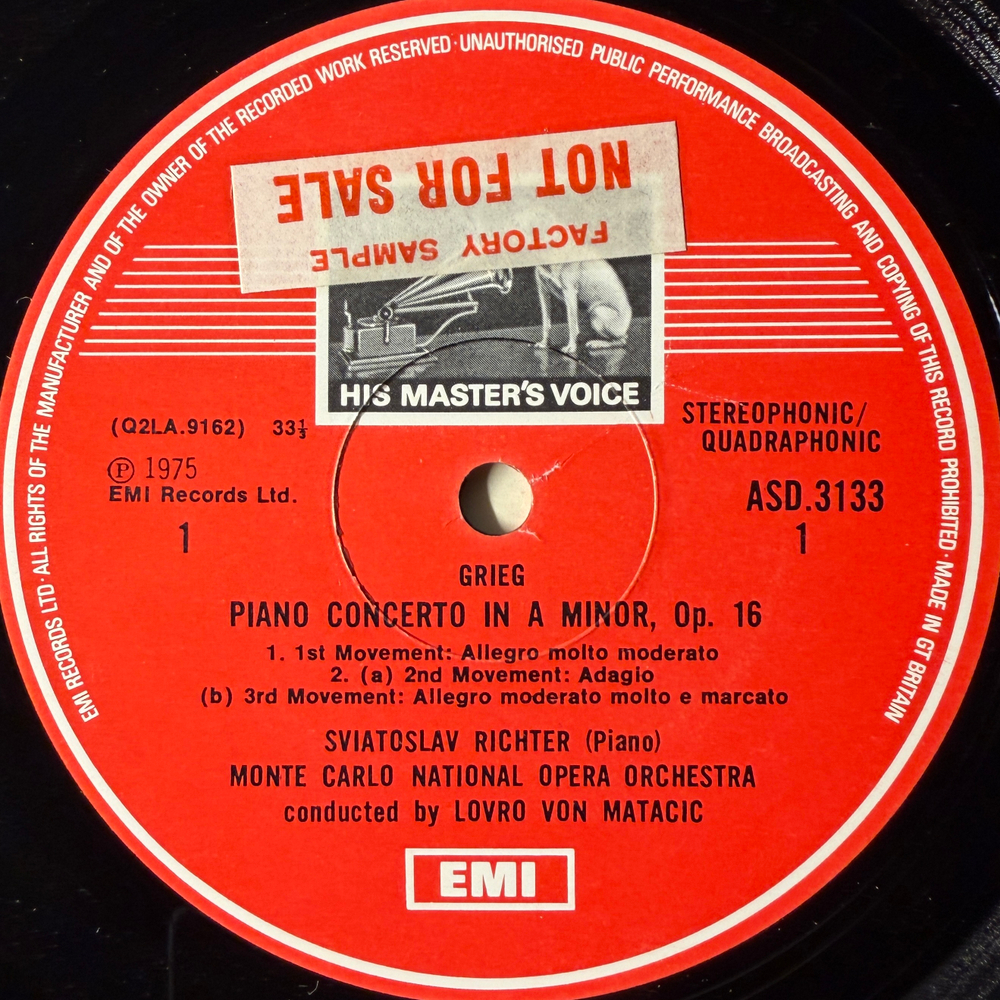 EMI RECORDS LTD · ALL RIGHTS OF THE MANUFACTURER AND OF THE OWNER OF THE RECORDED WORK RESERVED · UNAUTHORISED PUBLIC PERFORMANCE BROADCASTING AND COPYING OF THIS RECORD PROHIBITED · MADE IN GT BRITAIN
FACTORY SAMPLE
NOT FOR SALE
HIS MASTER'S VOICE
(Q2LA.9162) 33⅓
Ⓟ 1975
EMI Records Ltd.
1
STEREOPHONIC/
QUADRAPHONIC
ASD.3133
1
GRIEG
PIANO CONCERTO IN A MINOR, Op. 16
1. 1st Movement: Allegro molto moderato
2. (a) 2nd Movement: Adagio
(b) 3rd Movement: Allegro moderato molto e marcato
SVIATOSLAV RICHTER (Piano)
MONTE CARLO NATIONAL OPERA ORCHESTRA
conducted by LOVRO VON MATACIC
EMI